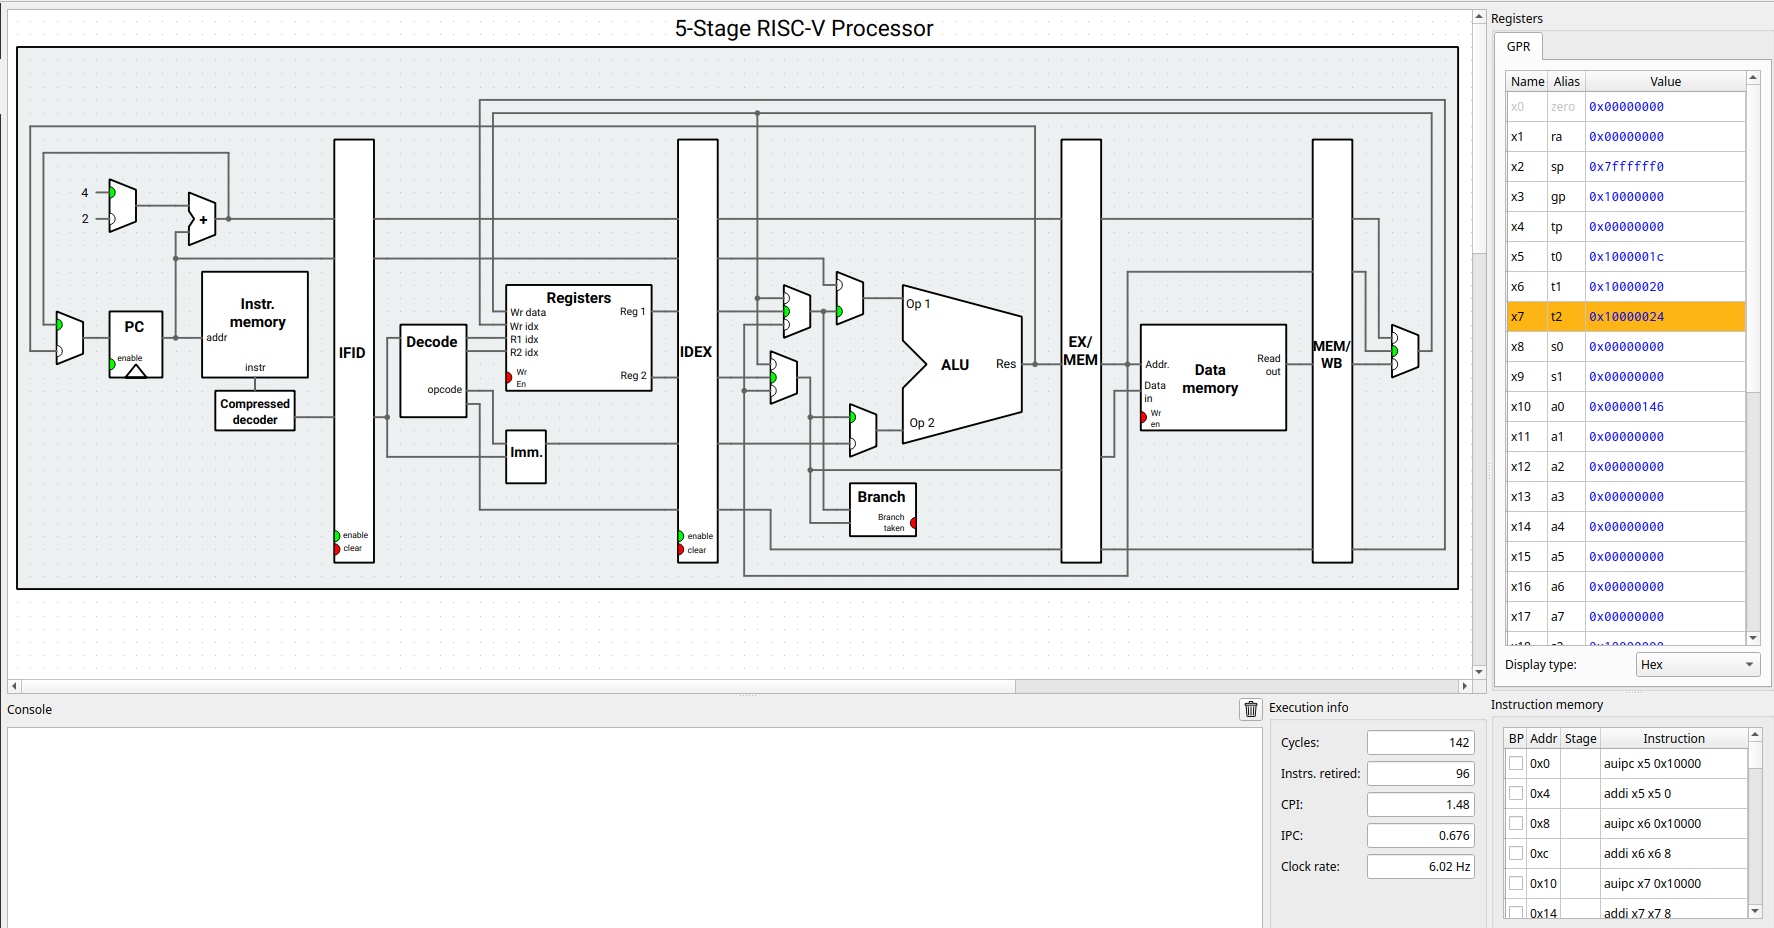 5-Stage RISC-V Processor
4
2
+
PC
enable
Instr.
memory
addr
instr
Compressed
decoder
IFID
enable
clear
Decode
opcode
Registers
Wr data
Wr idx
R1 idx
R2 idx
Wr
En
Reg 1
Reg 2
Imm.
IDEX
enable
clear
Op 1
ALU
Res
Op 2
Branch
Branch
taken
EX/
MEM
Addr.
Data
in
Wr
en
Data
memory
Read
out
MEM/
WB
Registers
GPR
Name Alias Value
x0 zero 0x00000000
x1 ra 0x00000000
x2 sp 0x7ffffff0
x3 gp 0x10000000
x4 tp 0x00000000
x5 t0 0x1000001c
x6 t1 0x10000020
x7 t2 0x10000024
x8 s0 0x00000000
x9 s1 0x00000000
x10 a0 0x00000146
x11 a1 0x00000000
x12 a2 0x00000000
x13 a3 0x00000000
x14 a4 0x00000000
x15 a5 0x00000000
x16 a6 0x00000000
x17 a7 0x00000000
Display type: Hex
Console
Execution info
Cycles: 142
Instrs. retired: 96
CPI: 1.48
IPC: 0.676
Clock rate: 6.02 Hz
Instruction memory
BP Addr Stage Instruction
0x0 auipc x5 0x10000
0x4 addi x5 x5 0
0x8 auipc x6 0x10000
0xc addi x6 x6 8
0x10 auipc x7 0x10000
0x14 addi x7 x7 8